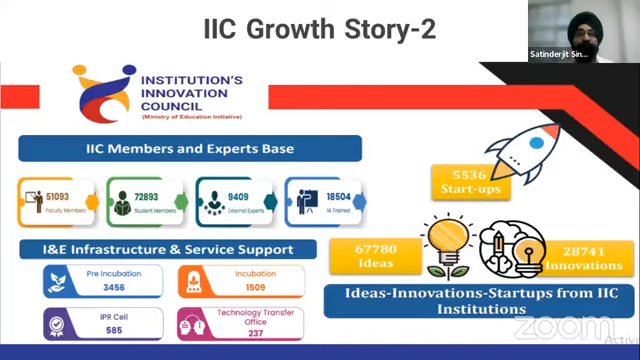 IIC Growth Story-2
Satinderjit Sin...
INSTITUTION'S
INNOVATION
COUNCIL
(Ministry of Education Initiative)
IIC Members and Experts Base
51093
Faculty Members
72893
Student Members
9409
External Experts
18504
IA Trained
I&E Infrastructure & Service Support
Pre Incubation
3456
Incubation
1509
IPR Cell
585
Technology Transfer
Office
237
5536
Start-ups
67780
Ideas
28741
Innovations
Ideas-Innovations-Startups from IIC
Institutions
zoom